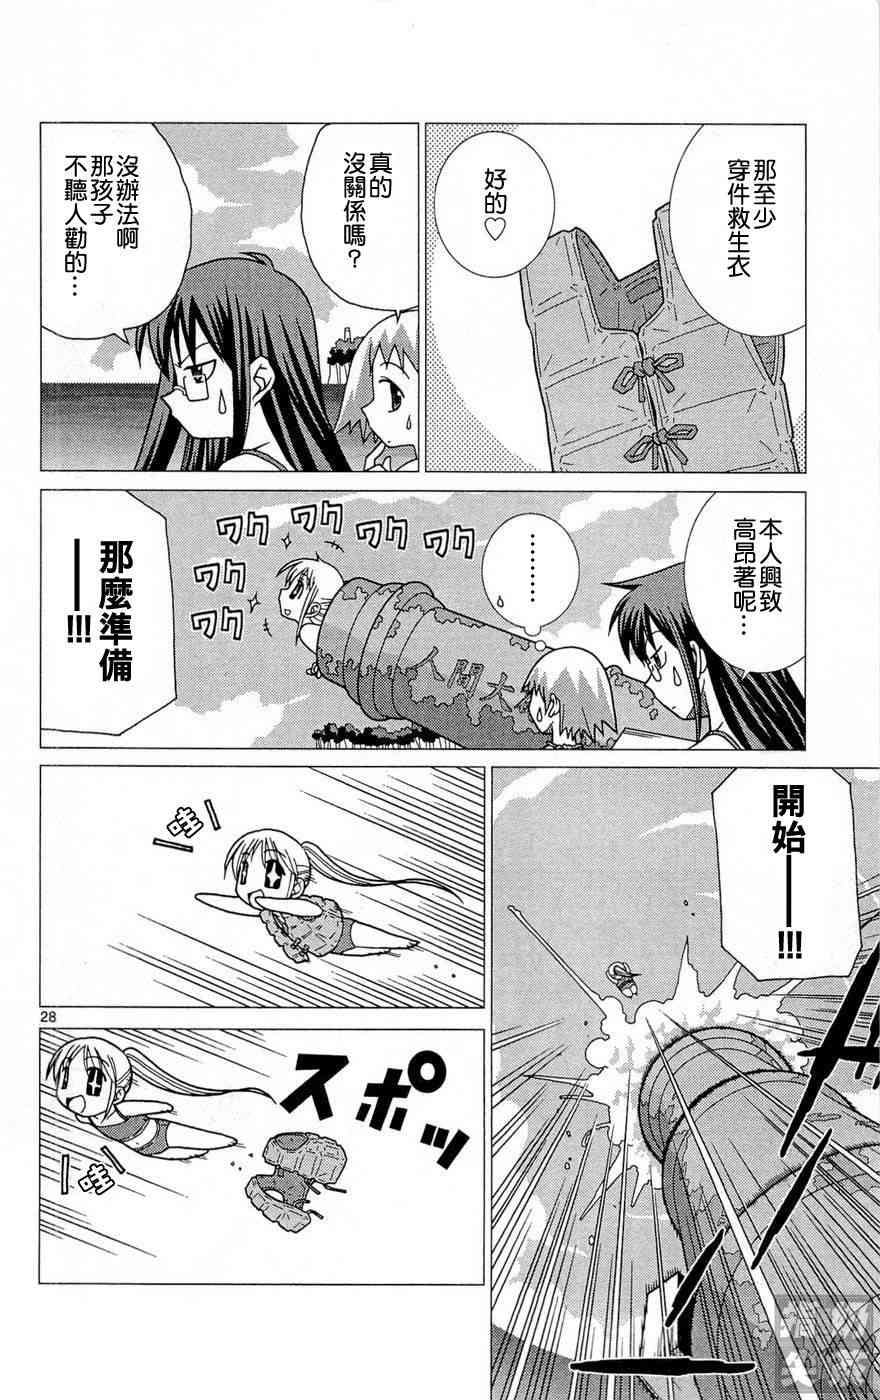 那至少
穿件救生衣
好的♡
真的
沒關係嗎？
沒辦法啊
那孩子
不聽人勸的…
本人興致
高昂著呢…
……
ワク
ワク
ワク
ワク
ワク
ワク
ワク
大関人
那麼準備
——!!!
開始——!!!
哇——
28
スポッ
哇——